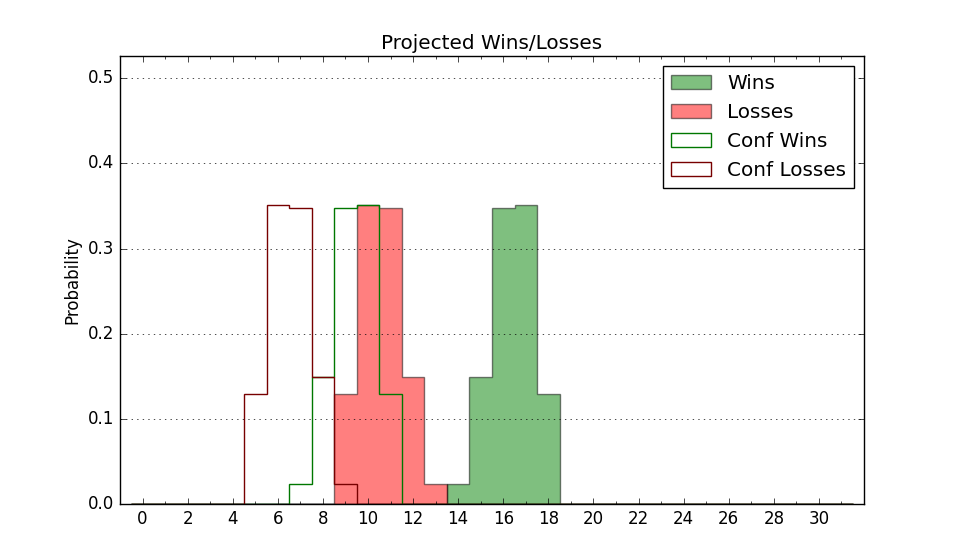 Projected Wins/Losses
Wins
Losses
Conf Wins
Conf Losses
Probability
0.5
0.4
0.3
0.2
0.1
0.0
0 2 4 6 8 10 12 14 16 18 20 22 24 26 28 30